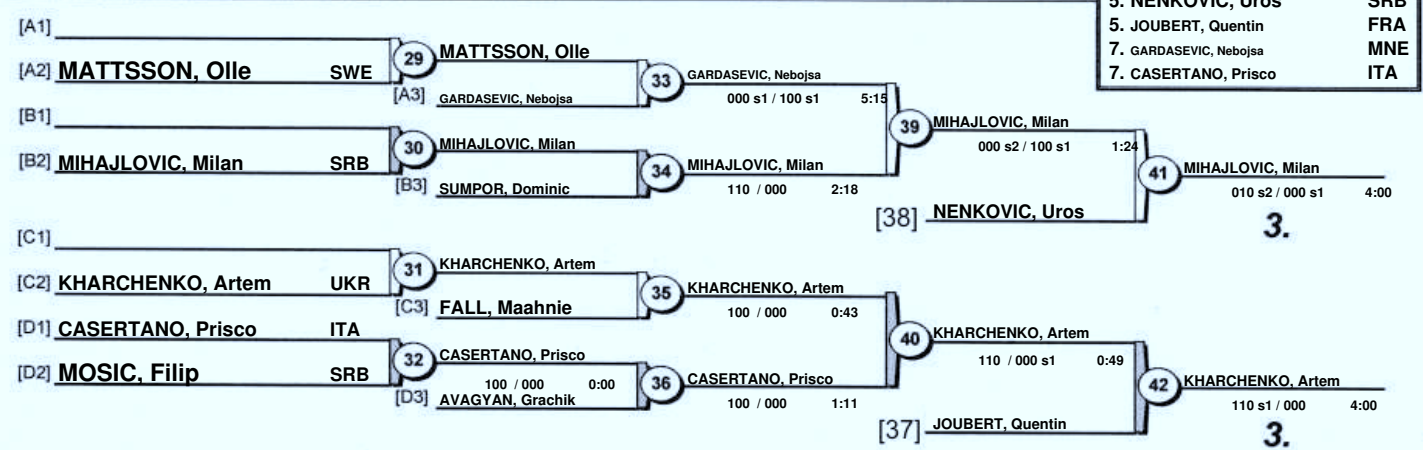 5. NENKOVIC, Uros SRB
5. JOUBERT, Quentin FRA
7. GARDASEVIC, Nebojsa MNE
7. CASERTANO, Prisco ITA
[A1]
[A2] MATTSSON, Olle SWE
29 MATTSSON, Olle
[A3] GARDASEVIC, Nebojsa
33 GARDASEVIC, Nebojsa
000 s1 / 100 s1 5:15
[B1]
[B2] MIHAJLOVIC, Milan SRB
30 MIHAJLOVIC, Milan
[B3] SUMPOR, Dominic
34 MIHAJLOVIC, Milan
110 / 000 2:18
39 MIHAJLOVIC, Milan
000 s2 / 100 s1 1:24
[38] NENKOVIC, Uros
41 MIHAJLOVIC, Milan
010 s2 / 000 s1 4:00
3.
[C1]
[C2] KHARCHENKO, Artem UKR
31 KHARCHENKO, Artem
[C3] FALL, Maahnie
35 KHARCHENKO, Artem
100 / 000 0:43
[D1] CASERTANO, Prisco ITA
[D2] MOSIC, Filip SRB
32 CASERTANO, Prisco
100 / 000 0:00
[D3] AVAGYAN, Grachik
36 CASERTANO, Prisco
100 / 000 1:11
40 KHARCHENKO, Artem
110 / 000 s1 0:49
[37] JOUBERT, Quentin
42 KHARCHENKO, Artem
110 s1 / 000 4:00
3.